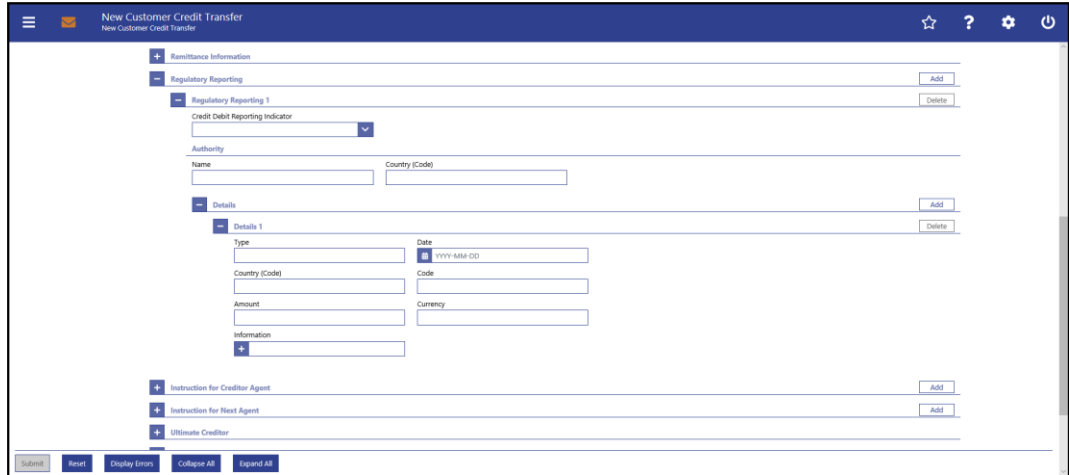 New Customer Credit Transfer
New Customer Credit Transfer
?
+ Remittance Information
− Regulatory Reporting Add
− Regulatory Reporting 1 Delete
Credit Debit Reporting Indicator
Authority
Name Country (Code)
− Details Add
− Details 1 Delete
Type Date
YYYY-MM-DD
Country (Code) Code
Amount Currency
Information
+
+ Instruction for Creditor Agent Add
+ Instruction for Next Agent Add
+ Ultimate Creditor
Submit Reset Display Errors Collapse All Expand All